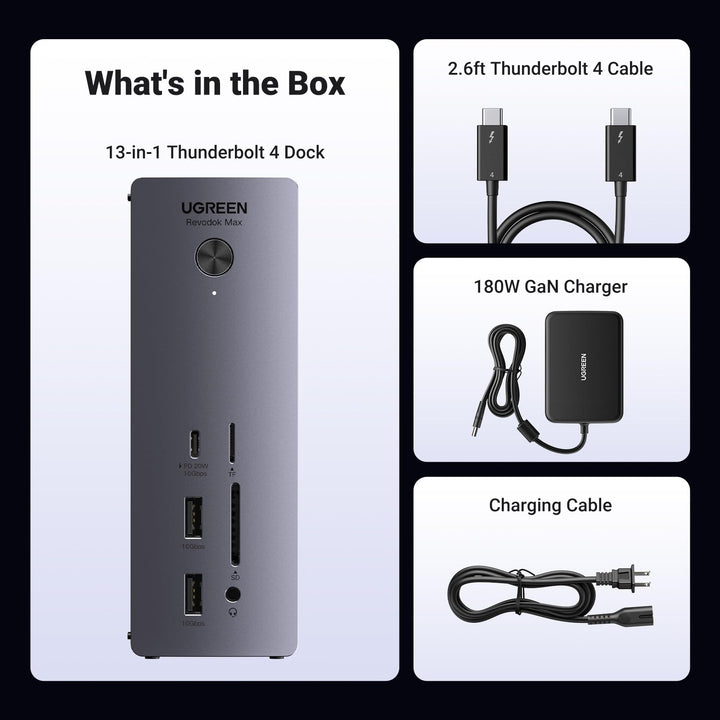 What's in the Box
13-in-1 Thunderbolt 4 Dock
UGREEN
Revodok Max
PD 20W
10Gbps
TF
10Gbps
SD
10Gbps
2.6ft Thunderbolt 4 Cable
4
4
180W GaN Charger
UGREEN
Charging Cable